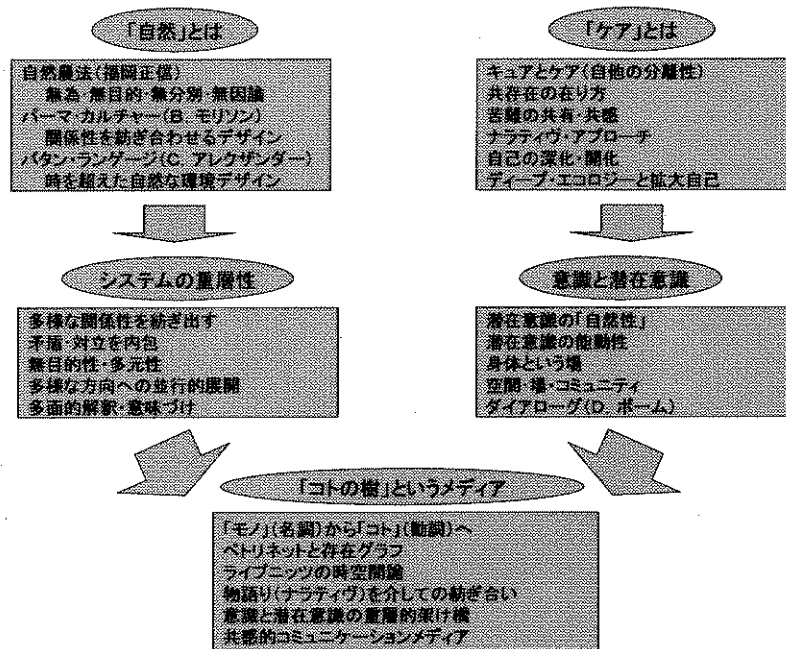 「自然」とは
自然農法(福岡正信)
無為・無目的・無分別・無因論
パーマ・カルチャー(B. モリソン)
関係性を紡ぎ合わせるデザイン
パタン・ランゲージ(C. アレクザンダー)
時を超えた自然な環境デザイン
「ケア」とは
キュアとケア(自他の分離性)
共存在の在り方
苦難の共有・共感
ナラティヴ・アプローチ
自己の深化・開化
ディープ・エコロジーと拡大自己
システムの重層性
多様な関係性を紡ぎ出す
矛盾・対立を内包
無目的性・多元性
多様な方向への並行的展開
多面的解釈・意味づけ
意識と潜在意識
潜在意識の「自然性」
潜在意識の能動性
身体という場
空間・場・コミュニティ
ダイアローグ(D. ボーム)
「コトの樹」というメディア
「モノ」(名詞)から「コト」(動詞)へ
ペトリネットと存在グラフ
ライプニッツの時空間論
物語り(ナラティヴ)を介しての紡ぎ合い
意識と潜在意識の重層的架け橋
共感的コミュニケーションメディア